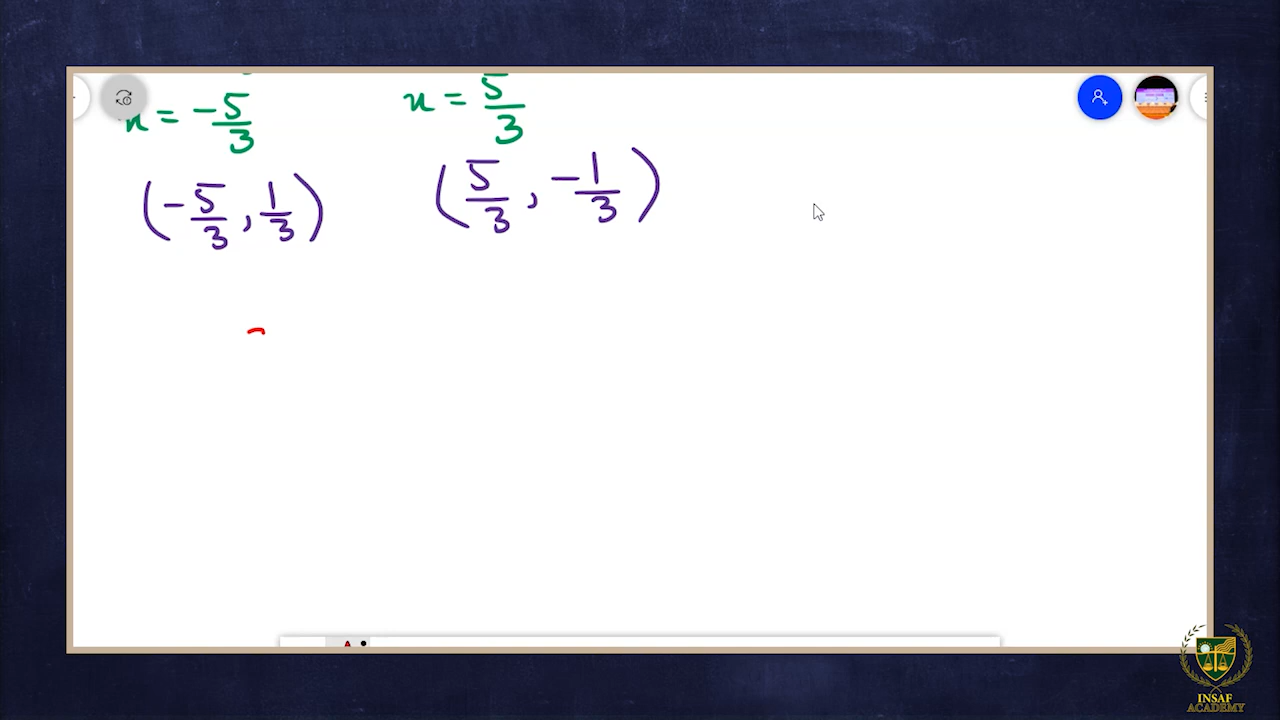 x = -5/3
x = 5/3
(-5/3, 1/3)
(5/3, -1/3)
INSAF
ACADEMY